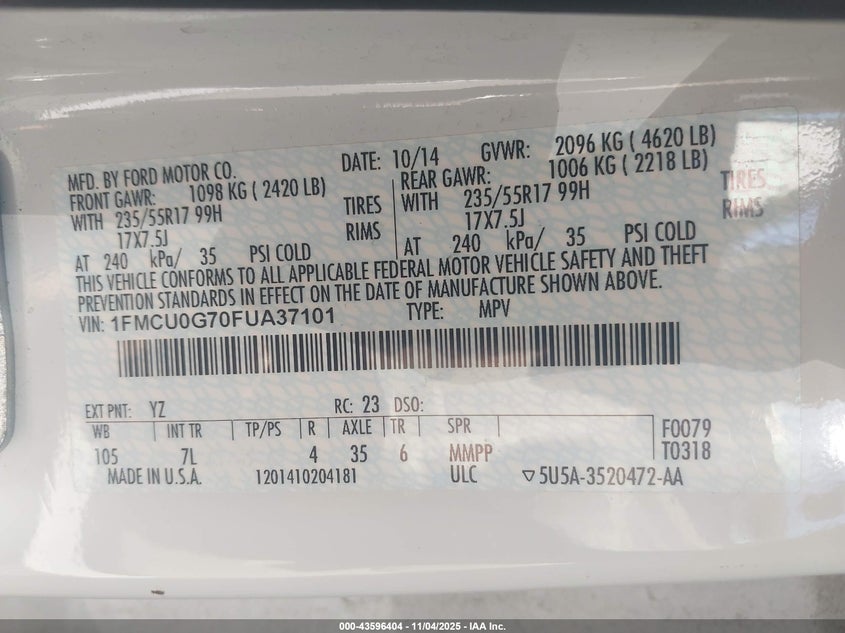 MFD. BY FORD MOTOR CO. DATE: 10/14 GVWR: 2096 KG ( 4620 LB)
FRONT GAWR: 1098 KG ( 2420 LB) REAR GAWR: 1006 KG ( 2218 LB)
WITH 235/55R17 99H TIRES WITH 235/55R17 99H TIRES
17X7.5J RIMS 17X7.5J RIMS
AT 240 kPa/ 35 PSI COLD AT 240 kPa/ 35 PSI COLD
THIS VEHICLE CONFORMS TO ALL APPLICABLE FEDERAL MOTOR VEHICLE SAFETY AND THEFT
PREVENTION STANDARDS IN EFFECT ON THE DATE OF MANUFACTURE SHOWN ABOVE.
VIN: 1FMCU0G70FUA37101 TYPE: MPV
EXT PNT: YZ RC: 23 DSO:
WB INT TR TP/PS R AXLE TR SPR F0079
105 7L 4 35 6 MMPP T0318
MADE IN U.S.A. 1201410204181 ULC ▽5U5A-3520472-AA
000-43596404 - 11/04/2025 - IAA Inc.